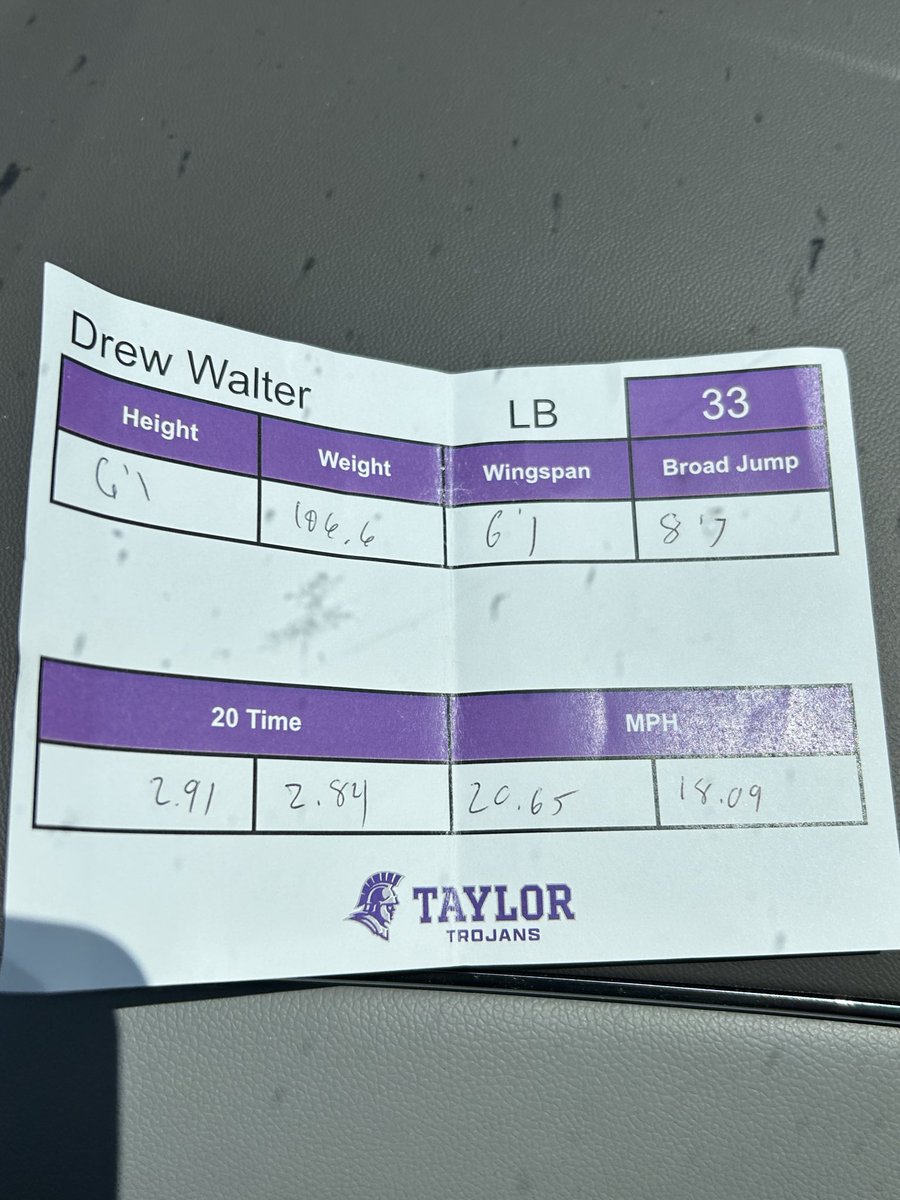 Drew Walter LB 33
Height Weight Wingspan Broad Jump
6'1 186.6 6'1 8'7
20 Time MPH
2.91 2.84 20.65 18.09
TAYLOR
TROJANS